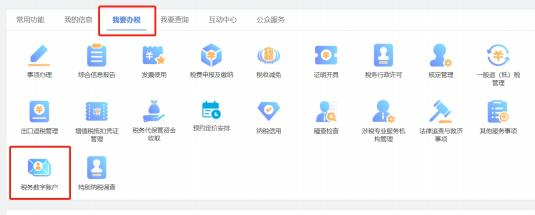 常用功能 我的信息 我要办税 我要查询 互动中心 公众服务
事项办理 综合信息报告 发票使用 税费申报及缴纳 税收减免 证明开具 税务行政许可 核定管理 一般退（抵）税
管理
出口退税管理 增值税抵扣凭证 税务代保管资金 预约定价安排 纳税信用 稽查检查 涉税专业服务机 法律追责与救济 其他服务事项
管理 收取 构管理 事项
税务数字账户 特别纳税调查